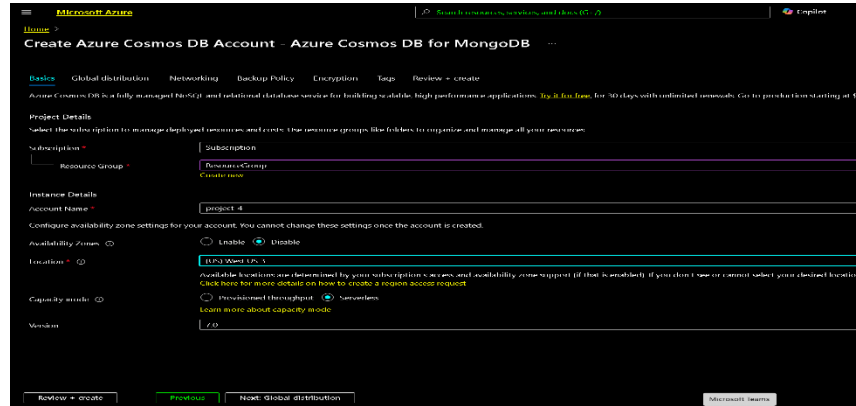 Microsoft Azure
Search resources, services, and docs (G+/)
Copilot
Home >
Create Azure Cosmos DB Account - Azure Cosmos DB for MongoDB ...
Basics Global distribution Networking Backup Policy Encryption Tags Review + create
Azure Cosmos DB is a fully managed NoSQL and relational database service for building scalable, high performance applications. Try it for free, for 30 days with unlimited renewals. Go to production starting at $
Project Details
Select the subscription to manage deployed resources and costs. Use resource groups like folders to organize and manage all your resources.
Subscription *
Subscription
Resource Group *
ResourceGroup
Create new
Instance Details
Account Name *
project-4
Configure availability zone settings for your account. You cannot change these settings once the account is created.
Availability Zones
Enable Disable
Location *
(US) West US 3
Available locations are determined by your subscription's access and availability zone support (if that is enabled). If you don't see or cannot select your desired locatio
Click here for more details on how to create a region access request
Capacity mode
Provisioned throughput Serverless
Learn more about capacity mode
Version
7.0
Review + create Previous Next: Global distribution
Microsoft Teams